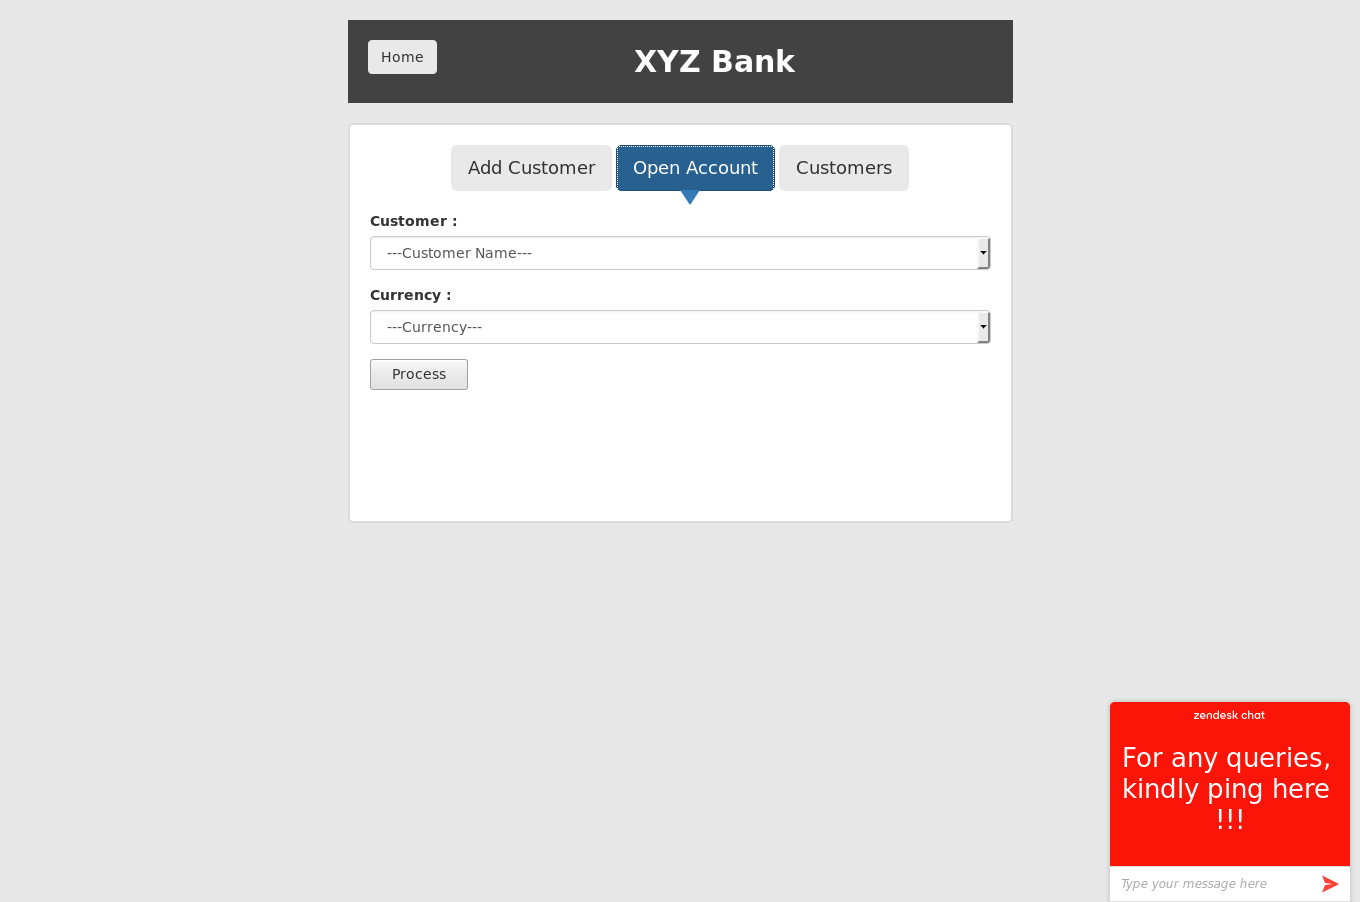 Home
XYZ Bank
Add Customer
Open Account
Customers
Customer :
---Customer Name---
Currency :
---Currency---
Process
zendesk chat
For any queries,
kindly ping here
!!!
Type your message here